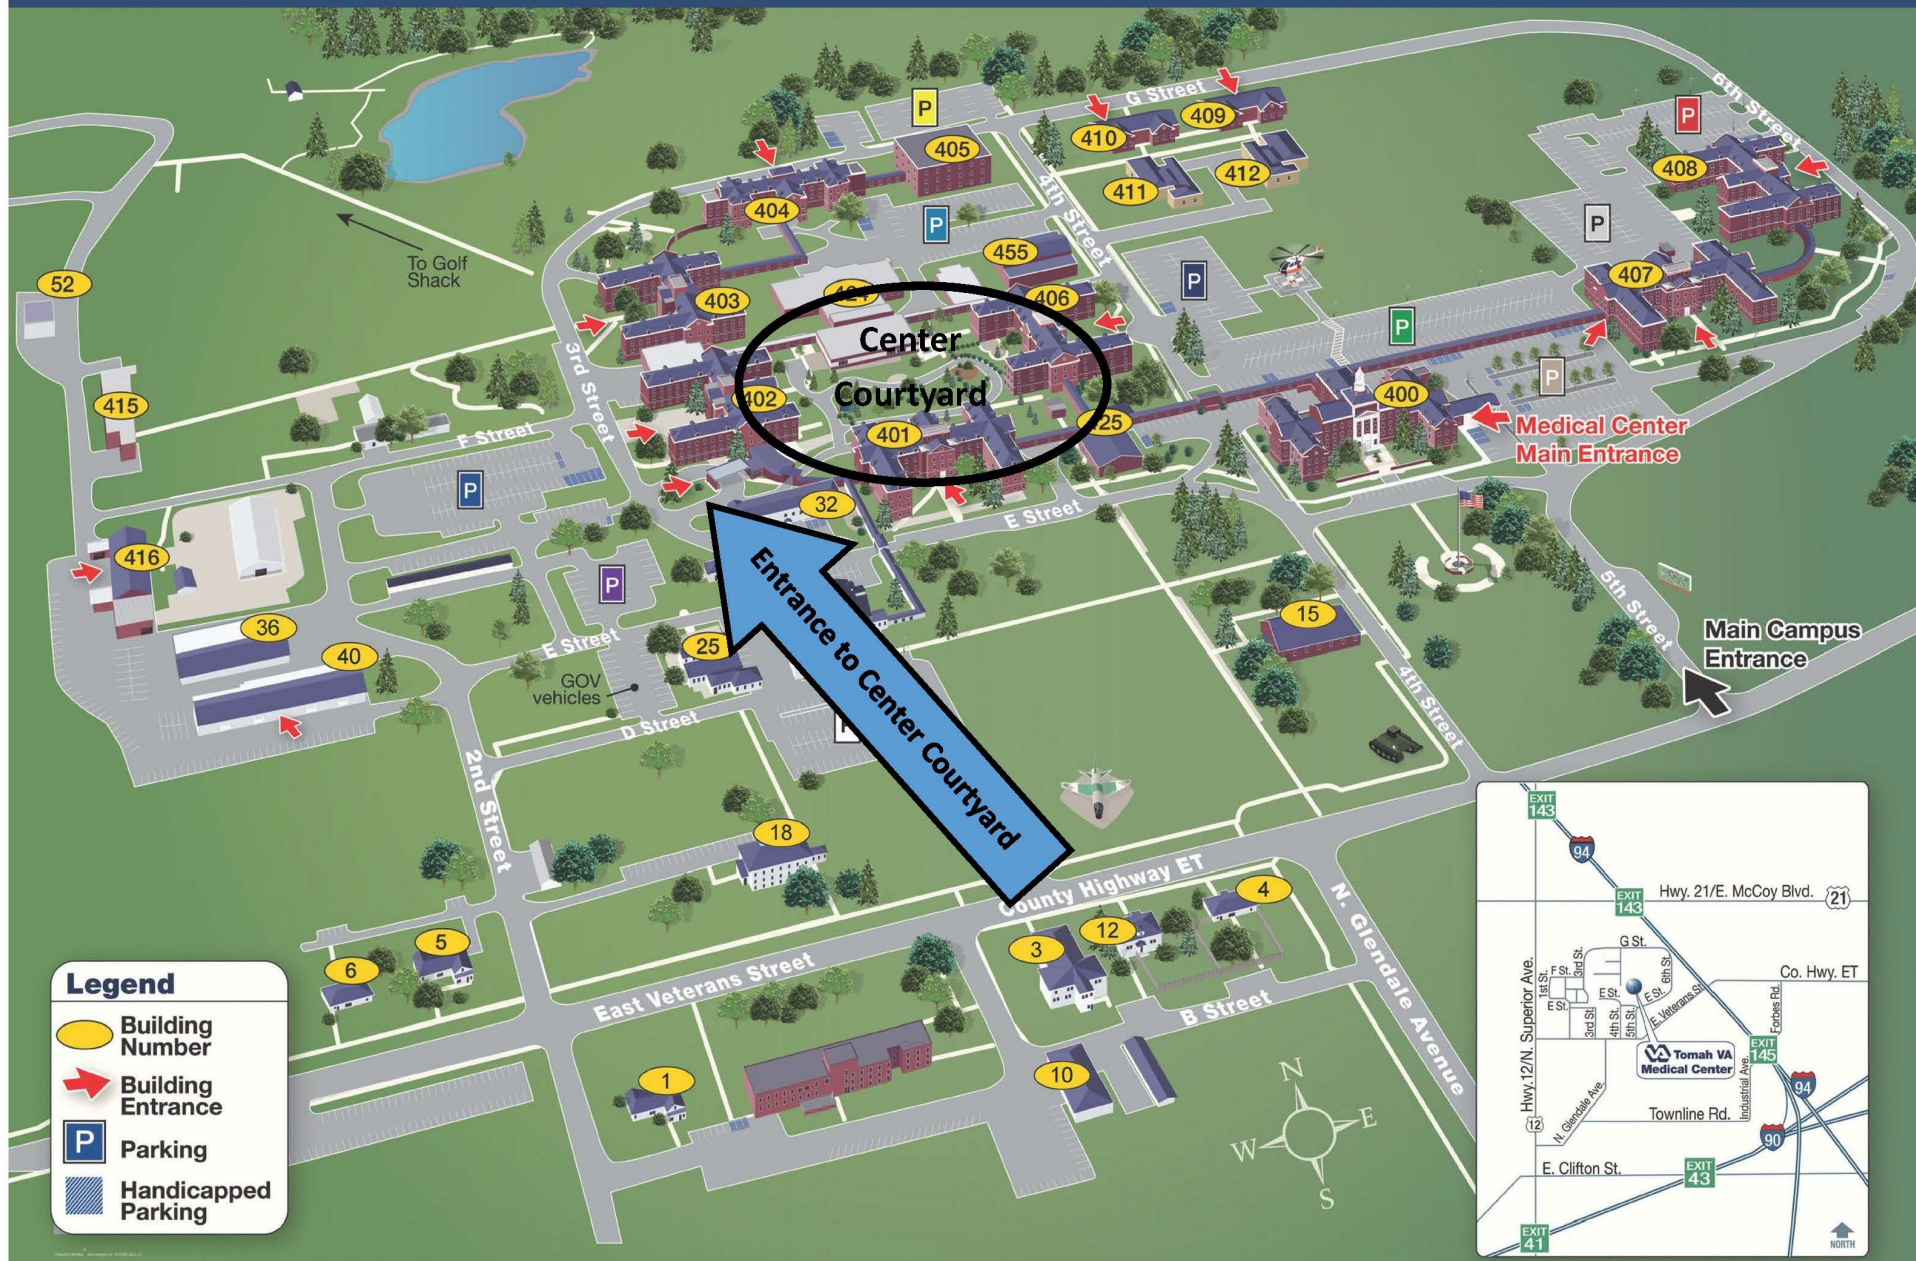 P
G Street
6th Street
P
410
409
405
408
411
412
404
P
4th Street
P
455
To Golf
Shack
52
P
407
403
406
P
Center
Courtyard
3rd Street
P
415
402
400
401
Medical Center
Main Entrance
F Street
P
32
E Street
416
Entrance to Center Courtyard
P
5th Street
15
36
E Street
25
40
Main Campus
Entrance
GOV
vehicles
D Street
4th Street
2nd Street
18
County Highway ET
4
N. Glendale Avenue
12
3
5
6
East Veterans Street
B Street
1
10
N
W
E
S
Legend
Building
Number
Building
Entrance
P
Parking
Handicapped
Parking
EXIT
143
94
Hwy. 21/E. McCoy Blvd.
21
EXIT
143
G St.
3rd St.
F St.
6th St.
Co. Hwy. ET
1st St.
E St.
E St.
E St.
E. Veterans St.
3rd St.
4th St.
5th St.
Forbes Rd.
Hwy.12/N. Superior Ave.
VA Tomah VA
Medical Center
EXIT
145
94
Industrial Ave.
N. Glendale Ave.
Townline Rd.
12
90
E. Clifton St.
EXIT
43
EXIT
41
NORTH